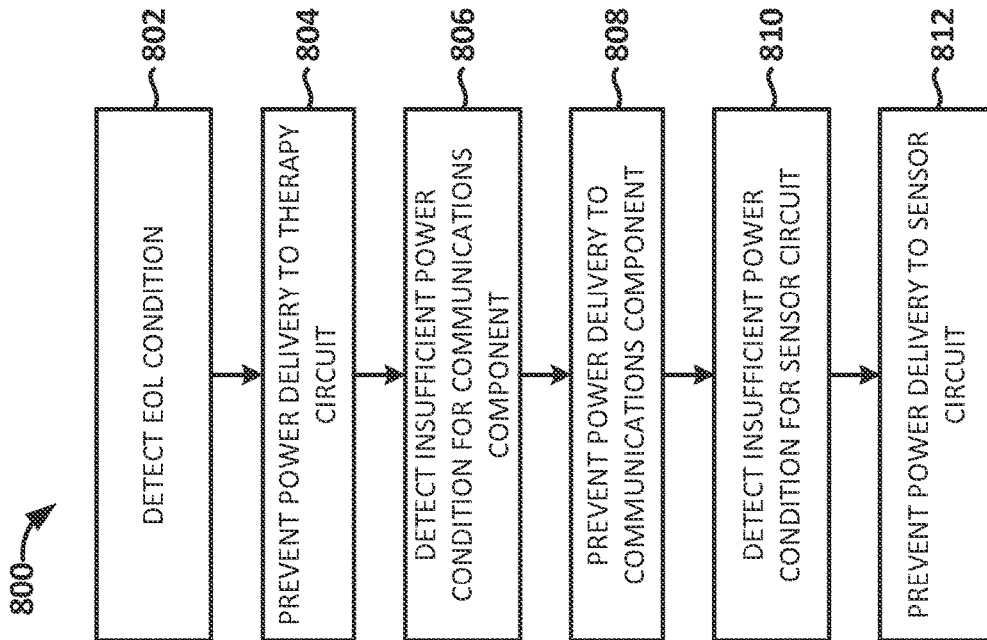 800
DETECT EOL CONDITION
802
PREVENT POWER DELIVERY TO THERAPY
CIRCUIT
804
DETECT INSUFFICIENT POWER
CONDITION FOR COMMUNICATIONS
COMPONENT
806
PREVENT POWER DELIVERY TO
COMMUNICATIONS COMPONENT
808
DETECT INSUFFICIENT POWER
CONDITION FOR SENSOR CIRCUIT
810
PREVENT POWER DELIVERY TO SENSOR
CIRCUIT
812